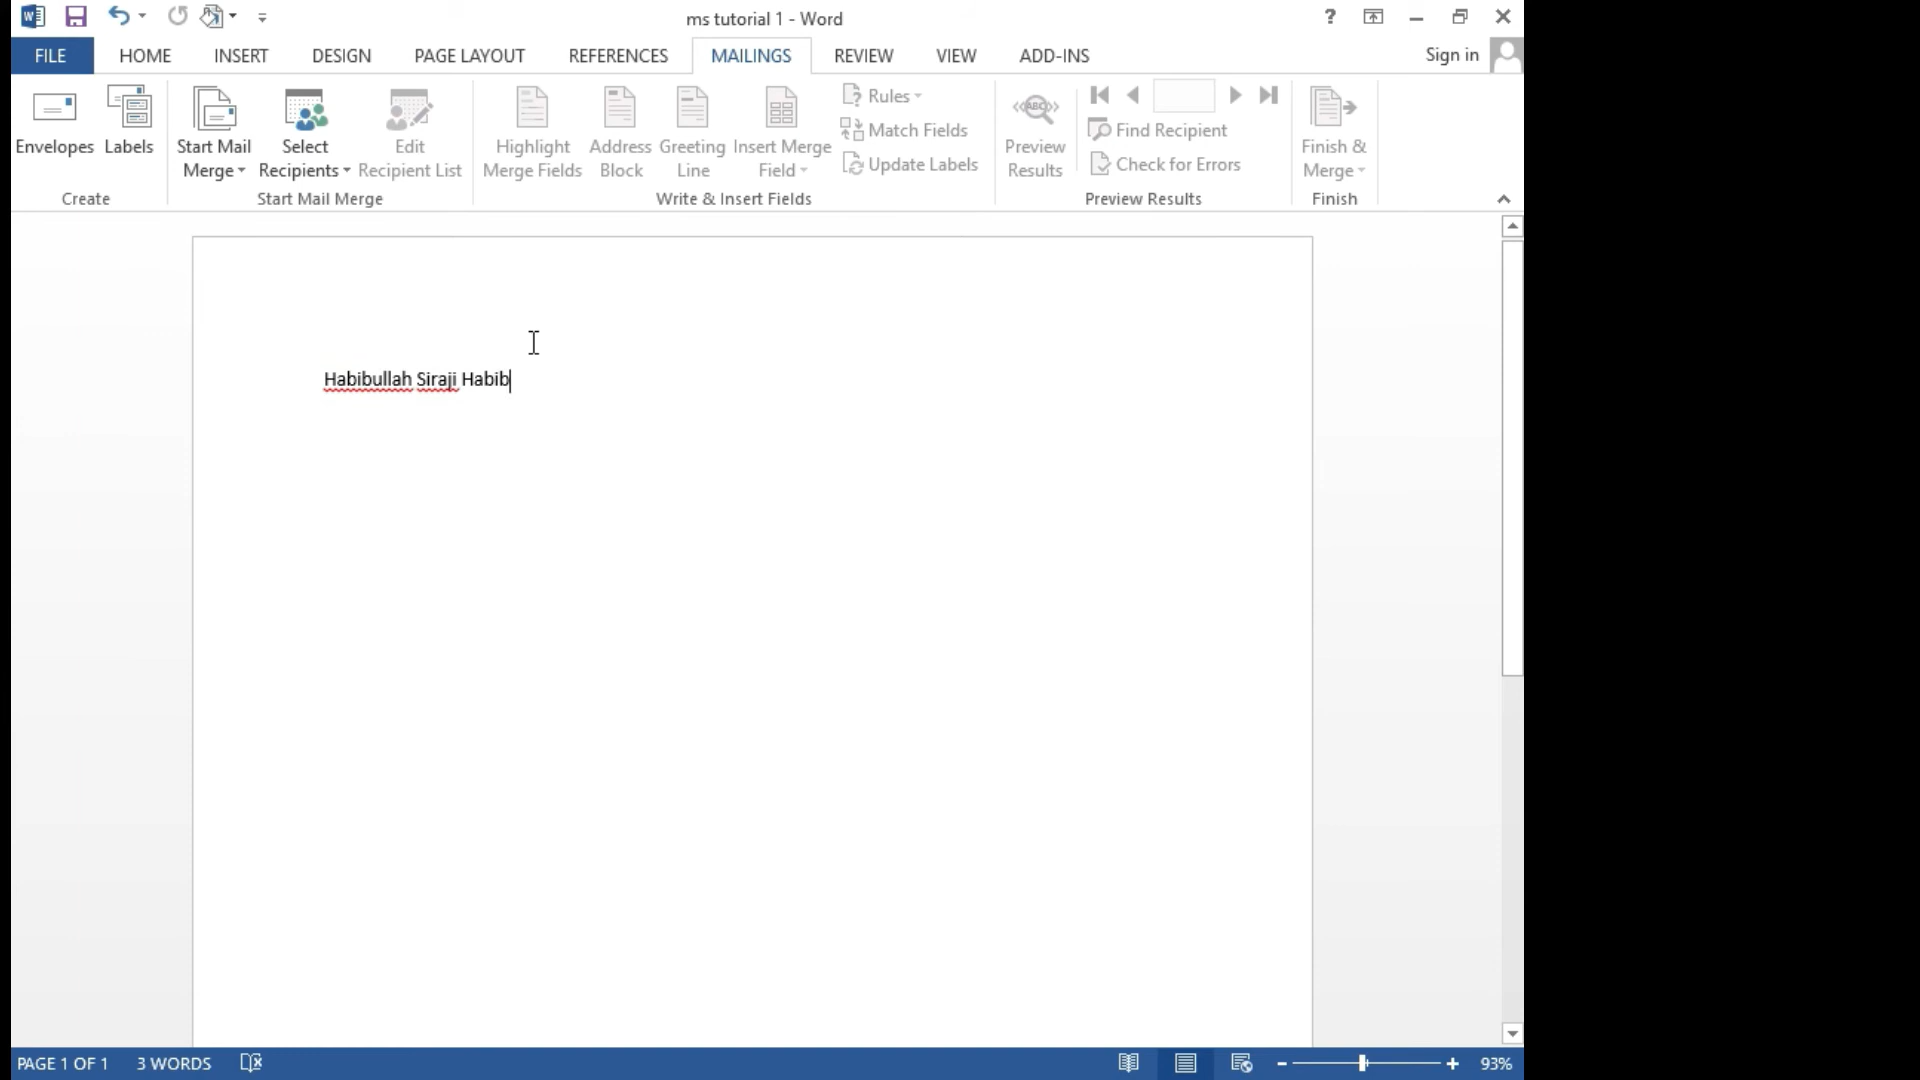 ms tutorial 1 - Word
?
FILE HOME INSERT DESIGN PAGE LAYOUT REFERENCES MAILINGS REVIEW VIEW ADD-INS Sign in
Envelopes
Labels
Create
Start Mail
Merge
Select
Recipients
Edit
Recipient List
Start Mail Merge
Highlight
Merge Fields
Address
Block
Greeting
Line
Insert Merge
Field
Rules
Match Fields
Update Labels
Write & Insert Fields
ABC
Preview
Results
Find Recipient
Check for Errors
Preview Results
Finish &
Merge
Finish
Habibullah Siraji Habib
PAGE 1 OF 1 3 WORDS 93%